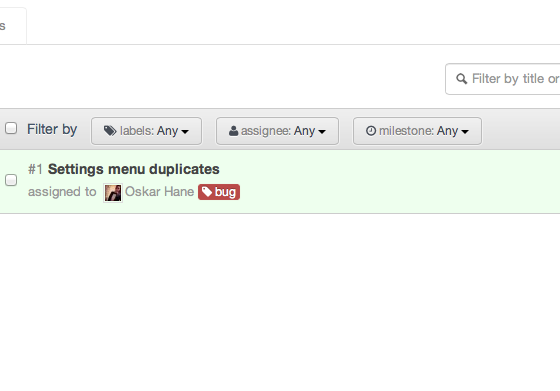 s
Filter by title or
Filter by labels: Any assignee: Any milestone: Any
#1 Settings menu duplicates
assigned to Oskar Hane bug